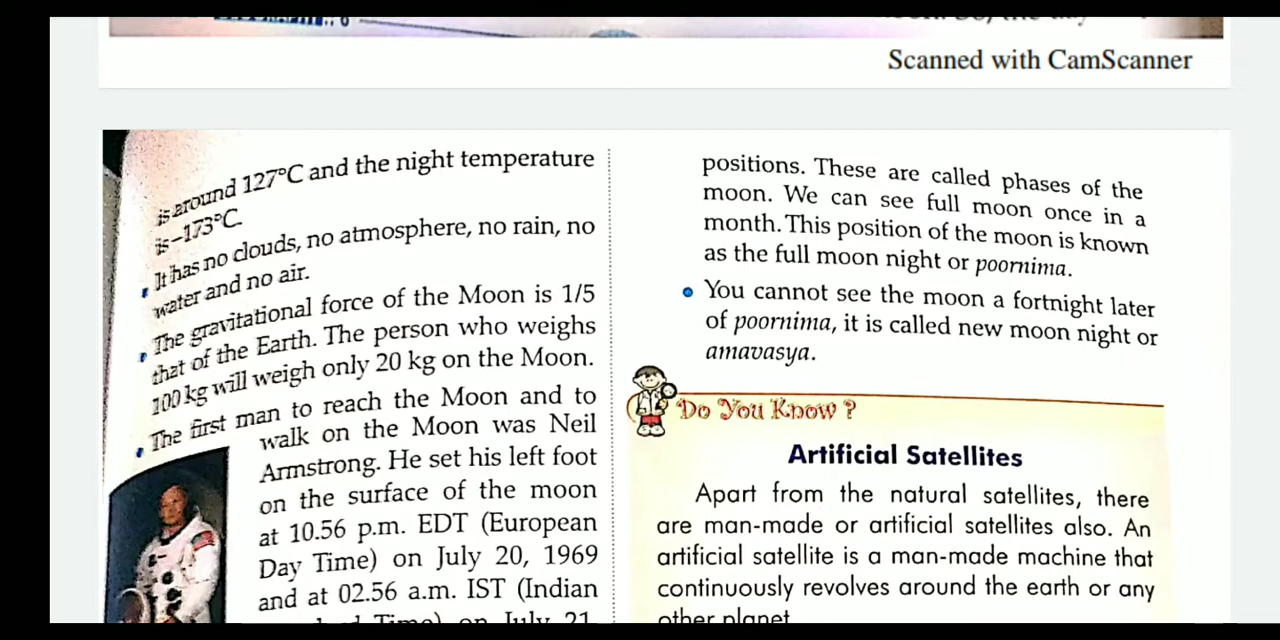 Scanned with CamScanner
is around 127°C and the night temperature
is –173°C.
It has no clouds, no atmosphere, no rain, no
water and no air.
The gravitational force of the Moon is 1/5
that of the Earth. The person who weighs
100 kg will weigh only 20 kg on the Moon.
The first man to reach the Moon and to
walk on the Moon was Neil
Armstrong. He set his left foot
on the surface of the moon
at 10.56 p.m. EDT (European
Day Time) on July 20, 1969
and at 02.56 a.m. IST (Indian
Time) on July 21,
positions. These are called phases of the
moon. We can see full moon once in a
month. This position of the moon is known
as the full moon night or poornima.
You cannot see the moon a fortnight later
of poornima, it is called new moon night or
amavasya.
Do You Know ?
Artificial Satellites
Apart from the natural satellites, there
are man-made or artificial satellites also. An
artificial satellite is a man-made machine that
continuously revolves around the earth or any
other planet